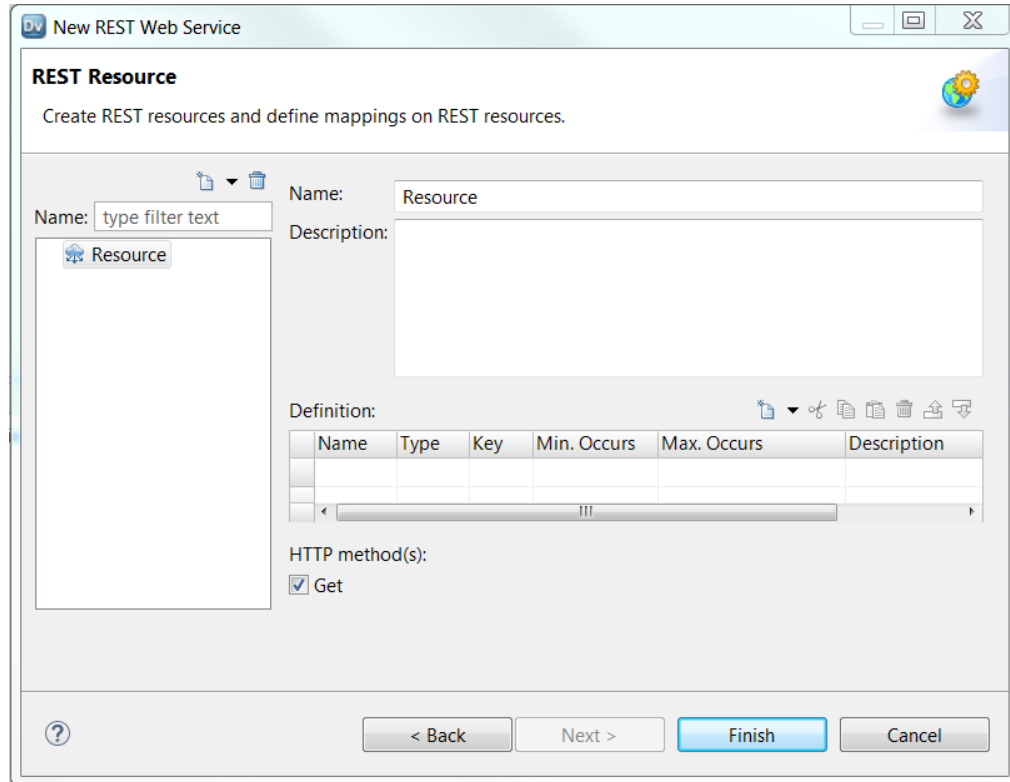 Dv New REST Web Service
REST Resource
Create REST resources and define mappings on REST resources.
Name: type filter text
Resource
Name: Resource
Description:
Definition:
Name Type Key Min. Occurs Max. Occurs Description
HTTP method(s):
Get
? < Back Next > Finish Cancel